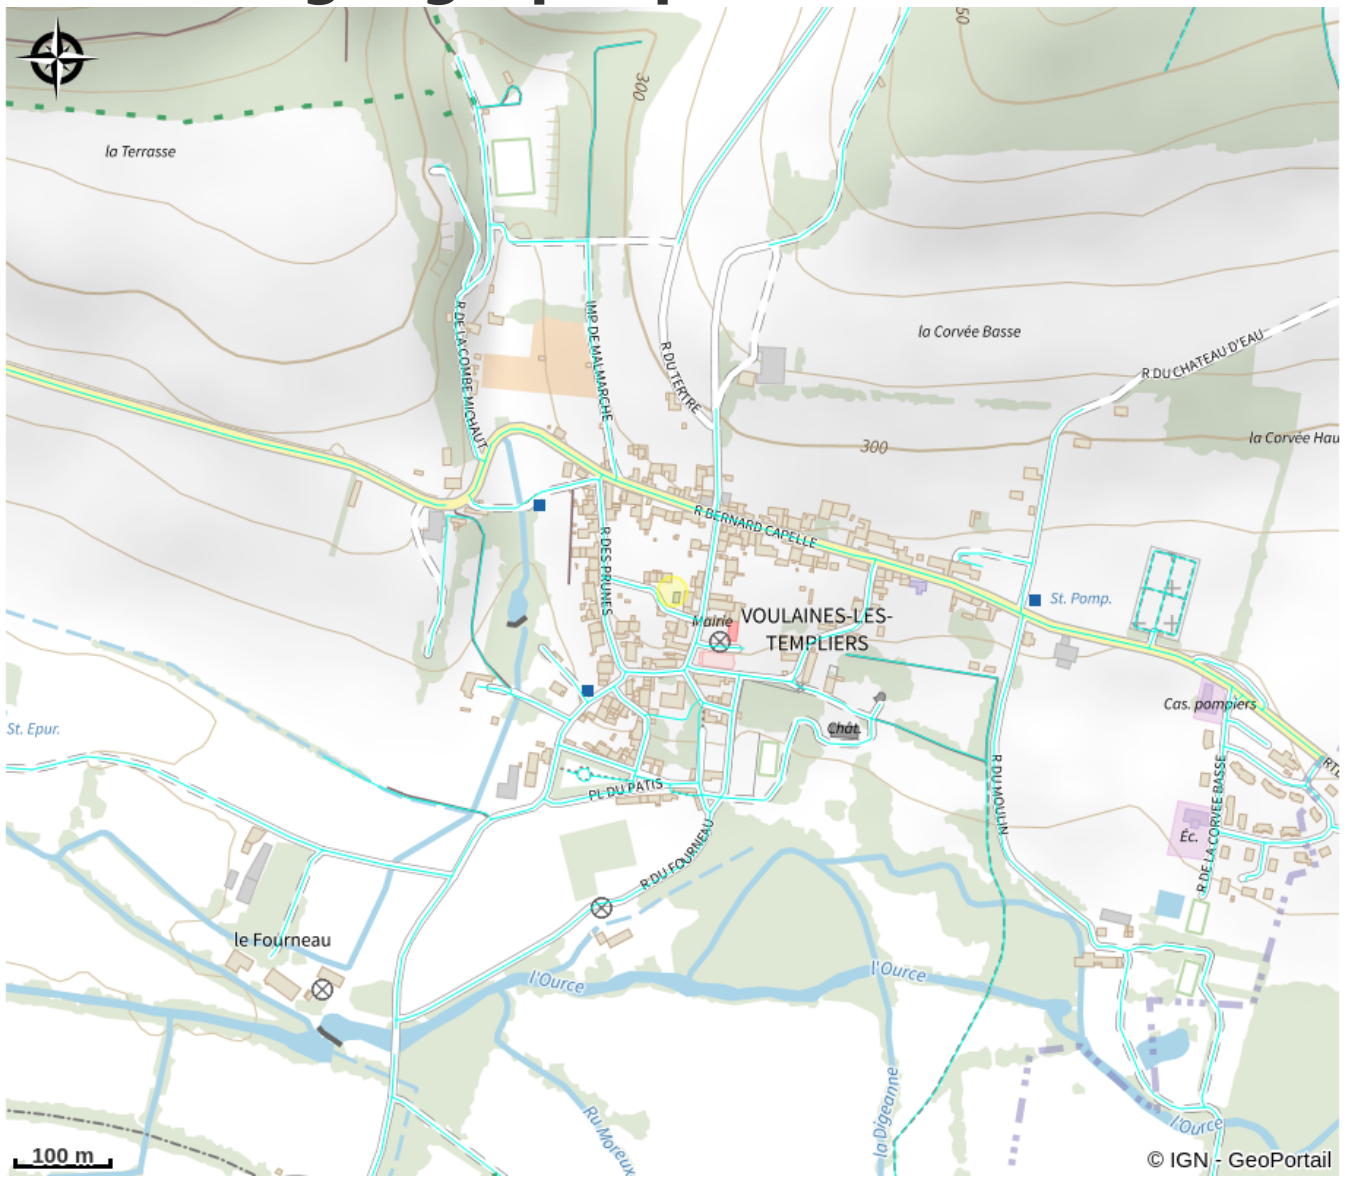 50
300
la Terrasse
la Corvée Basse
R DU CHATEAU D'EAU
R DE LA COMBE MICHAUT
IMP DE MALMARCHE
R DU TERTRE
300
la Corvée Hau
R BERNARD CAPELLE
R DES PRUNES
St. Pomp.
Mairie
VOULAINES-LES-
TEMPLIERS
St. Epur.
Chât.
Cas. pompiers
R DU MOULIN
PL DU PATIS
R DE LA CORVEE BASSE
Éc.
R DU FOURNEAU
le Fourneau
l'Ource
l'Ource
Ru Moreux
la Digeanne
l'Ource
100 m
© IGN - GeoPortail